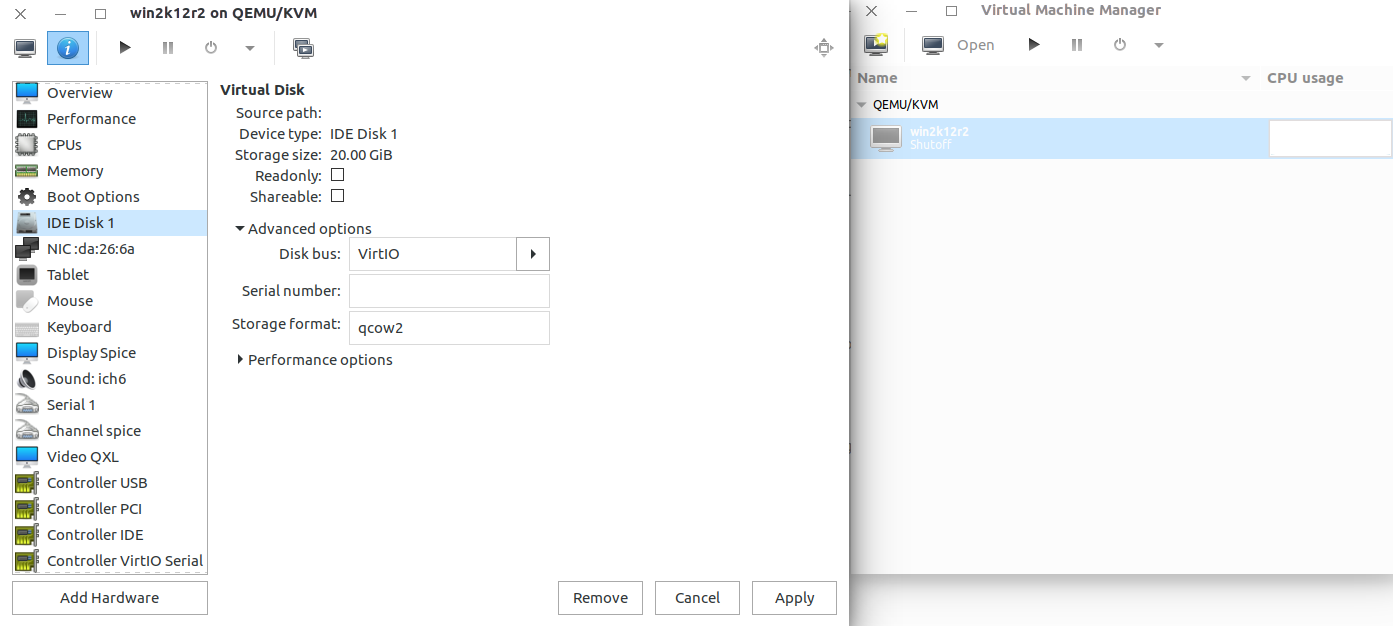 win2k12r2 on QEMU/KVM
Overview
Performance
CPUs
Memory
Boot Options
IDE Disk 1
NIC :da:26:6a
Tablet
Mouse
Keyboard
Display Spice
Sound: ich6
Serial 1
Channel spice
Video QXL
Controller USB
Controller PCI
Controller IDE
Controller VirtIO Serial
Add Hardware
Virtual Disk
Source path:
Device type: IDE Disk 1
Storage size: 20.00 GiB
Readonly:
Shareable:
Advanced options
Disk bus: VirtIO
Serial number:
Storage format: qcow2
Performance options
Remove Cancel Apply
Virtual Machine Manager
Open
Name CPU usage
QEMU/KVM
win2k12r2
Shutoff